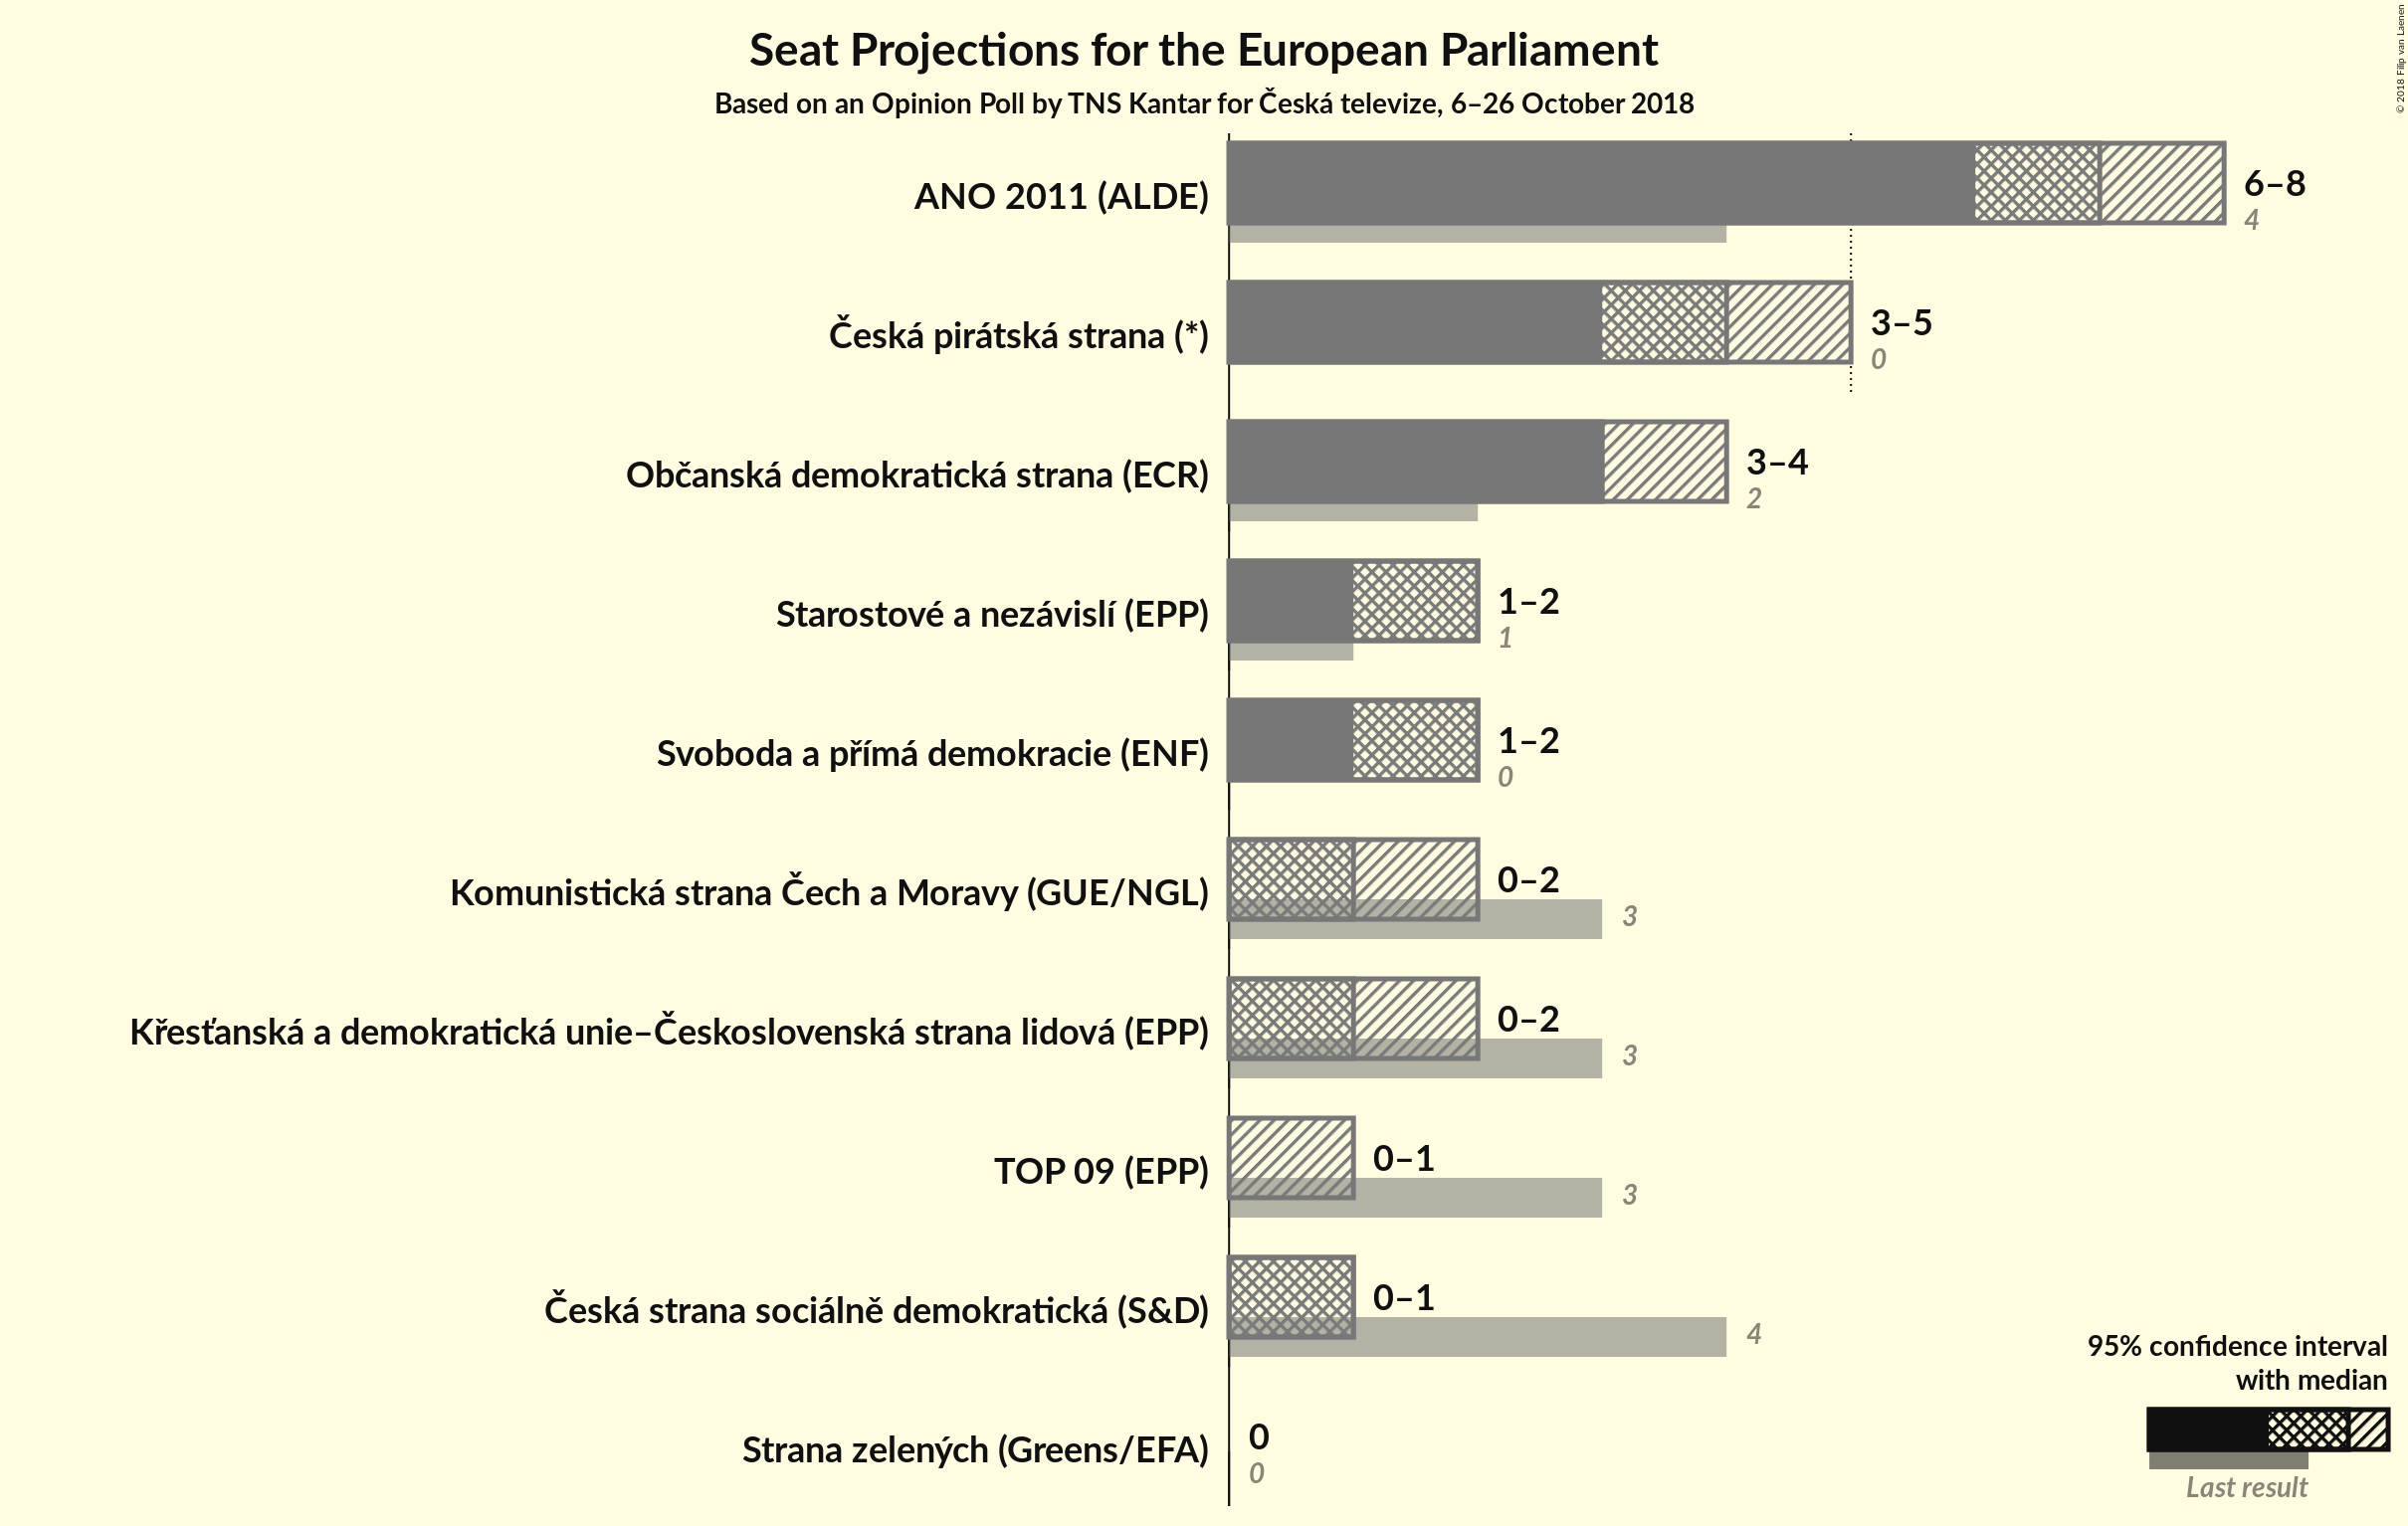 © 2018 Filip van Laenen
Seat Projections for the European Parliament
Based on an Opinion Poll by TNS Kantar for Česká televize, 6–26 October 2018
ANO 2011 (ALDE)
6–8
4
Česká pirátská strana (*)
3–5
0
Občanská demokratická strana (ECR)
3–4
2
Starostové a nezávislí (EPP)
1–2
1
Svoboda a přímá demokracie (ENF)
1–2
0
Komunistická strana Čech a Moravy (GUE/NGL)
0–2
3
Křesťanská a demokratická unie–Československá strana lidová (EPP)
0–2
3
TOP 09 (EPP)
0–1
3
Česká strana sociálně demokratická (S&D)
0–1
4
Strana zelených (Greens/EFA)
0
0
95% confidence interval
with median
Last result